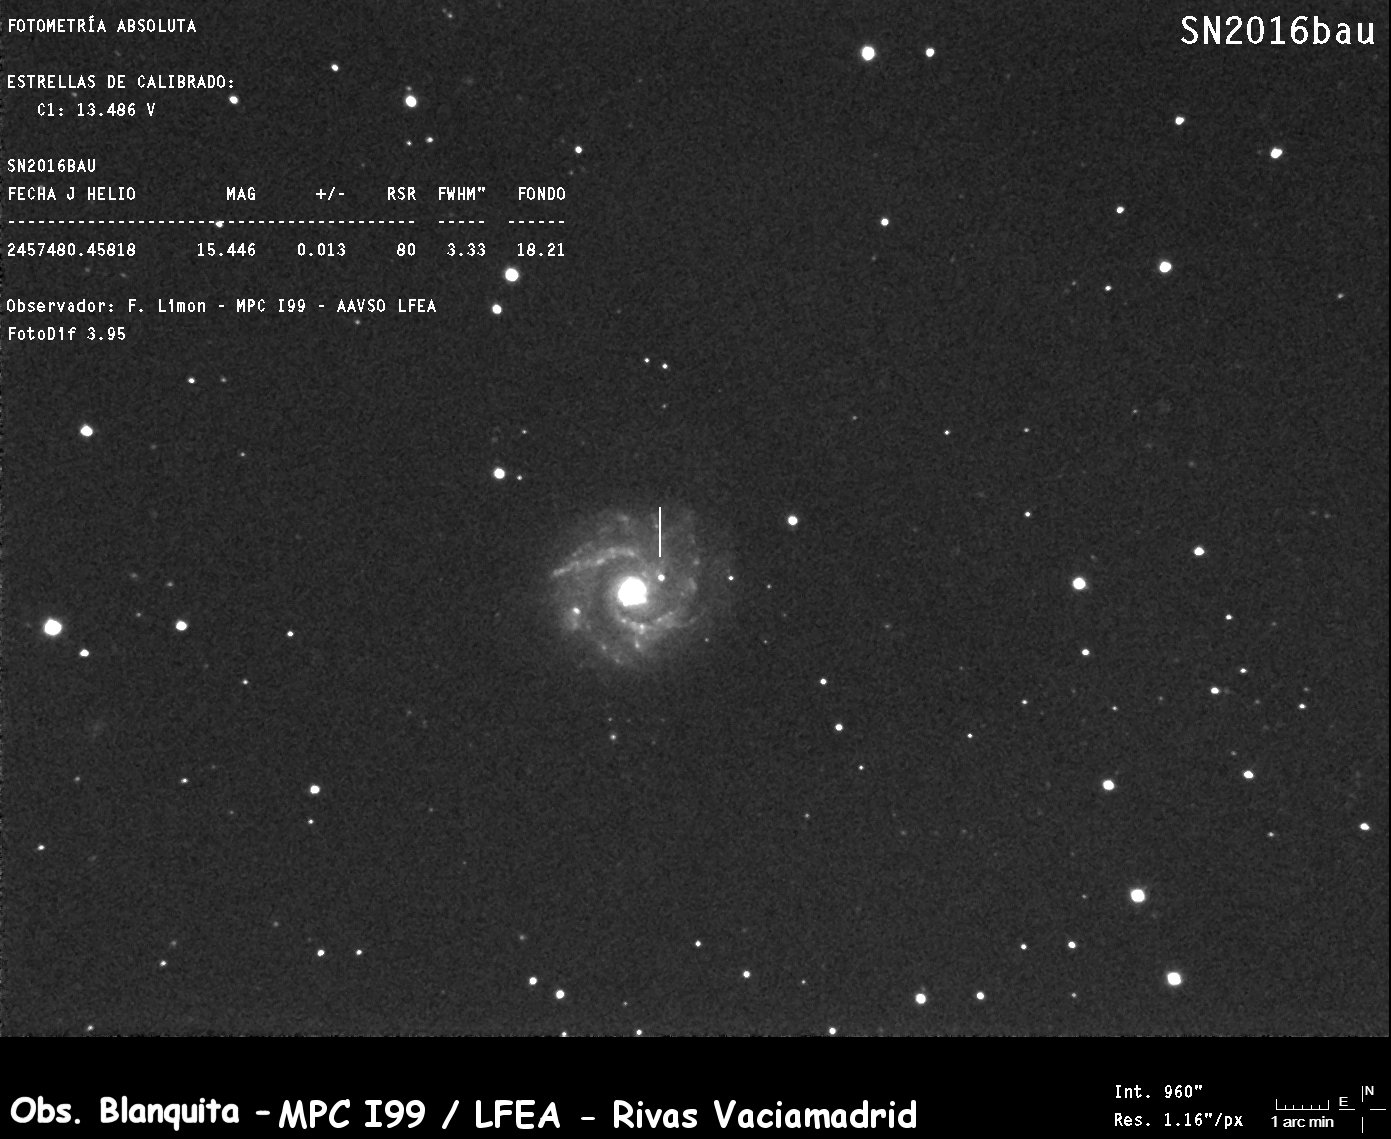 FOTOMETRÍA ABSOLUTA
SN2016bau
ESTRELLAS DE CALIBRADO:
C1: 13.486 V
SN2016BAU
FECHA J HELIO MAG +/- RSR FWHM" FONDO
------------------------------------------ ----- ------
2457480.45818 15.446 0.013 80 3.33 18.21
Observador: F. Limon - MPC I99 - AAVSO LFEA
FotoDif 3.95
Int. 960"
Res. 1.16"/px
1 arc min
E
N
Obs. Blanquita - MPC I99 / LFEA - Rivas Vaciamadrid